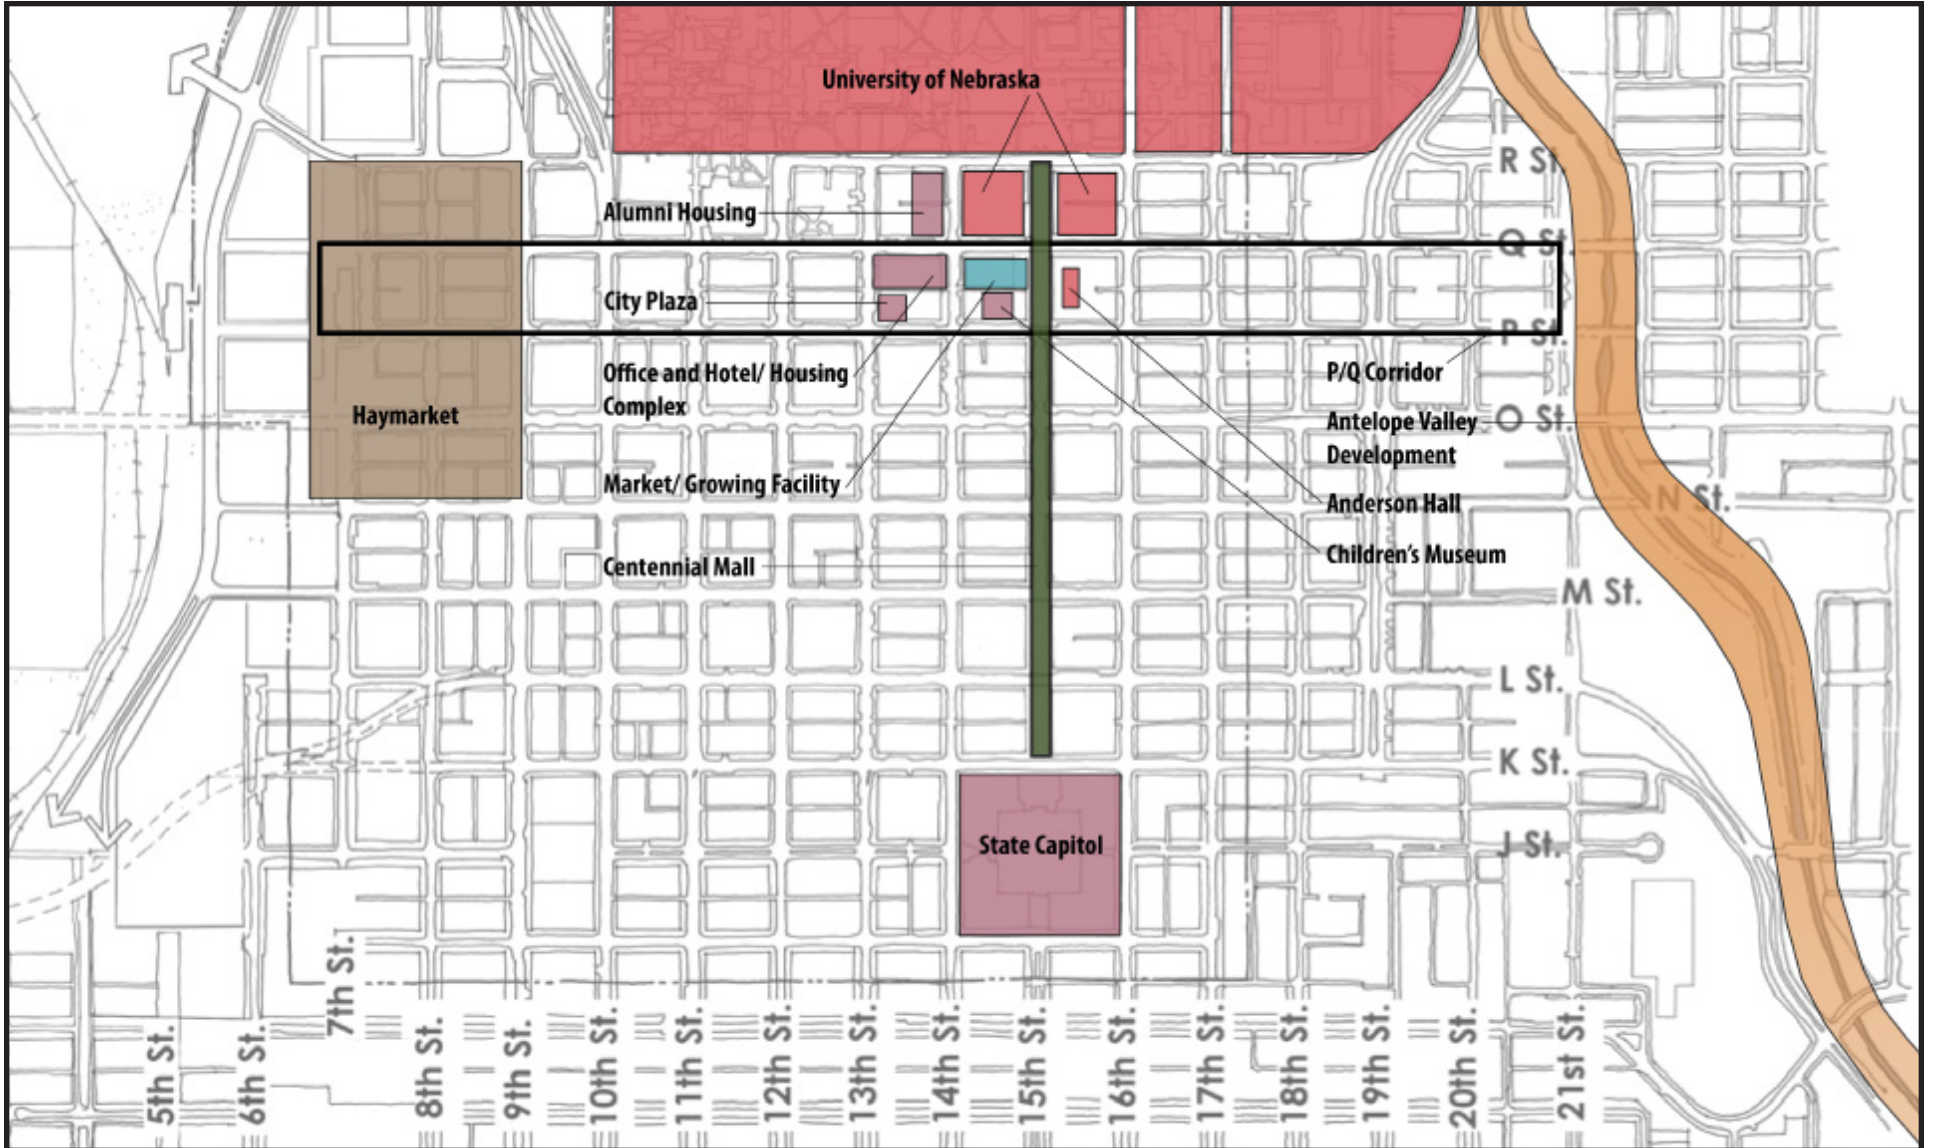 University of Nebraska
R St.
Alumni Housing
Q St.
City Plaza
P St.
Office and Hotel/ Housing
Complex
P/Q Corridor
Haymarket
Antelope Valley
Development
O St.
Market/ Growing Facility
Anderson Hall
N St.
Children's Museum
Centennial Mall
M St.
L St.
K St.
State Capitol
J St.
5th St.
6th St.
7th St.
8th St.
9th St.
10th St.
11th St.
12th St.
13th St.
14th St.
15th St.
16th St.
17th St.
18th St.
19th St.
20th St.
21st St.